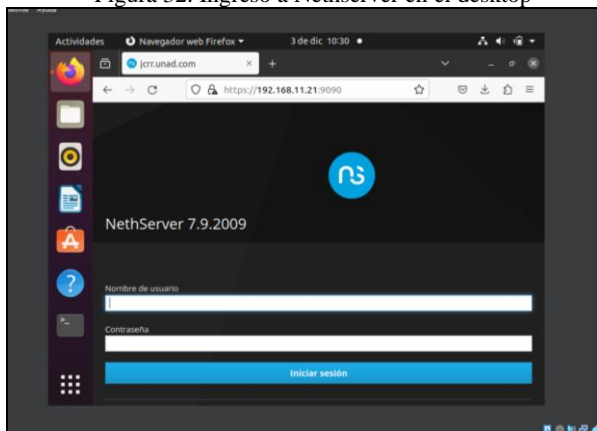 Figura 32. Ingreso a Nethserver en el desktop
Actividades Navegador web Firefox 3 de dic 10:30
jcrr.unad.com × +
https://192.168.11.21:9090
ns
NethServer 7.9.2009
Nombre de usuario
Contraseña
Iniciar sesión